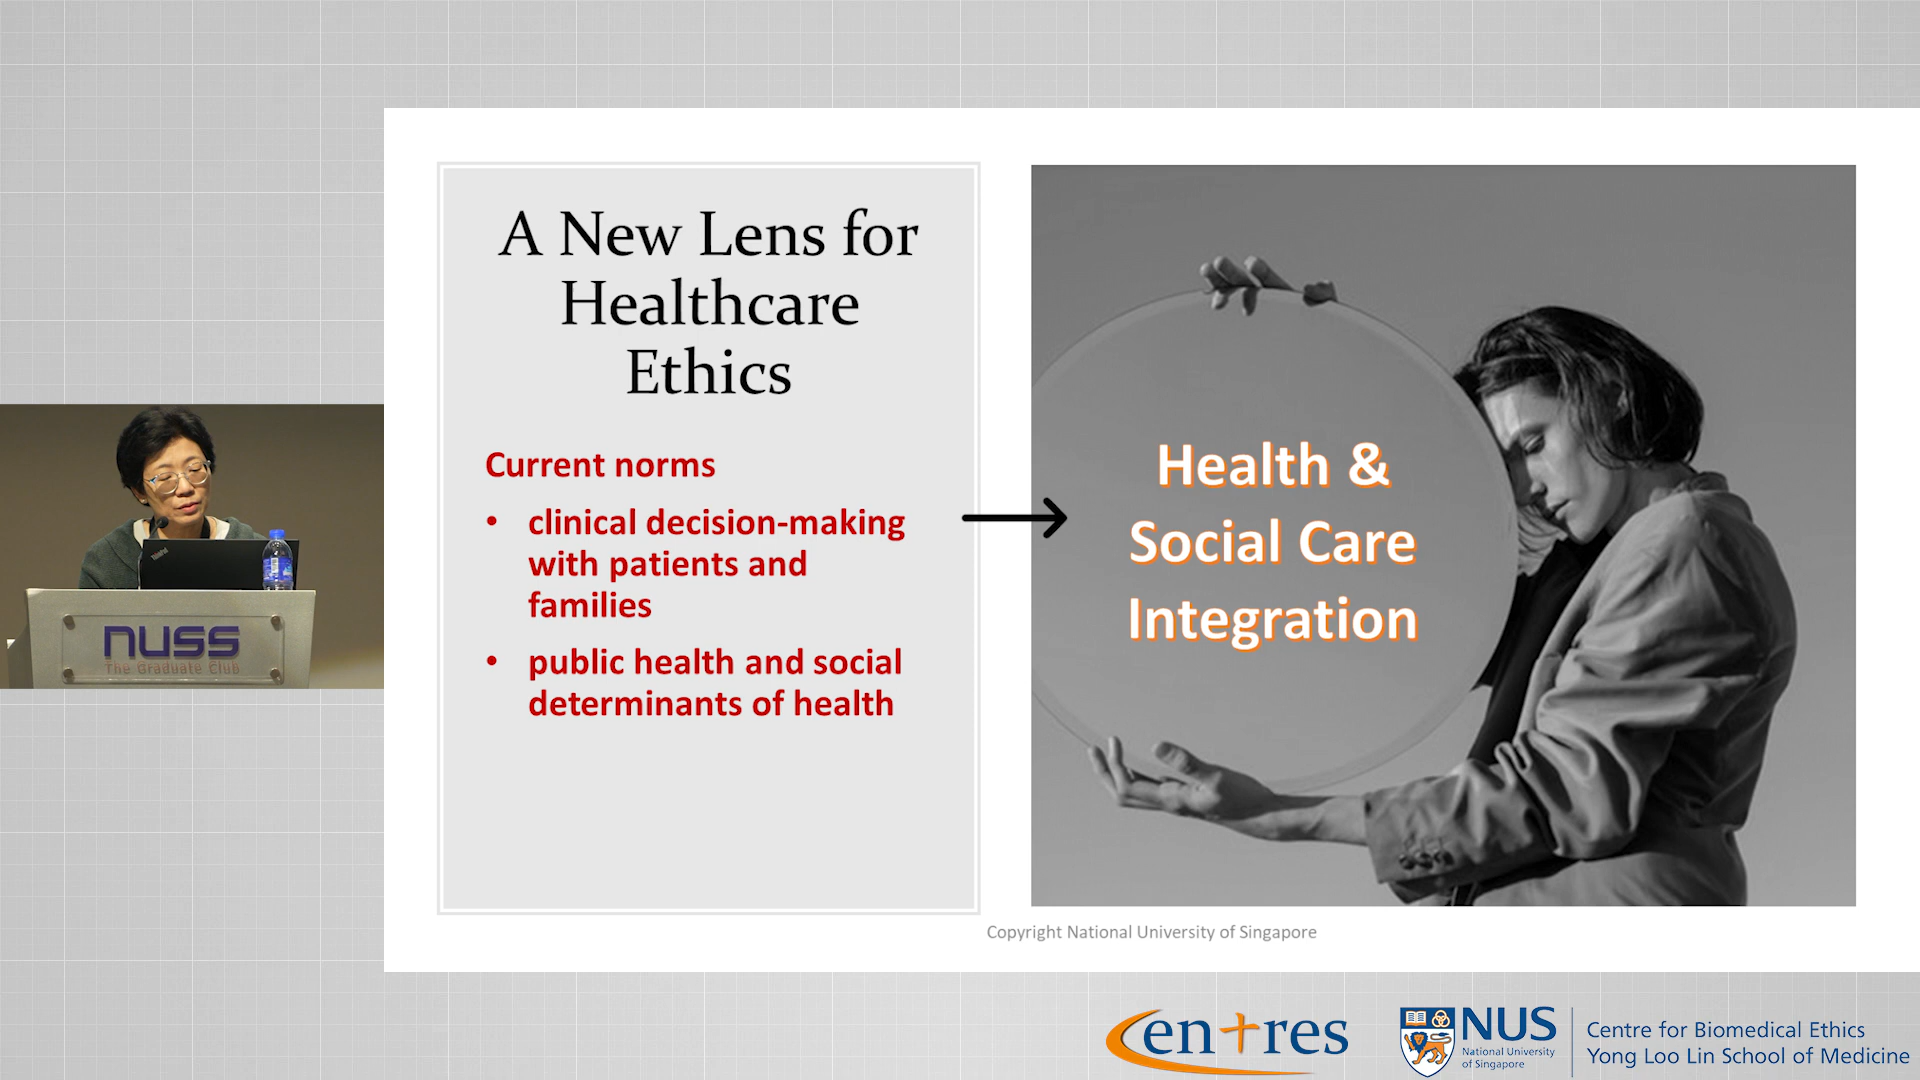 A New Lens for
Healthcare
Ethics
Current norms
• clinical decision-making
with patients and
families
• public health and social
determinants of health
Health &
Social Care
Integration
Copyright National University of Singapore
ThinkPad
NUSS
The Graduate Club
Centres
NUS
National University
of Singapore
Centre for Biomedical Ethics
Yong Loo Lin School of Medicine